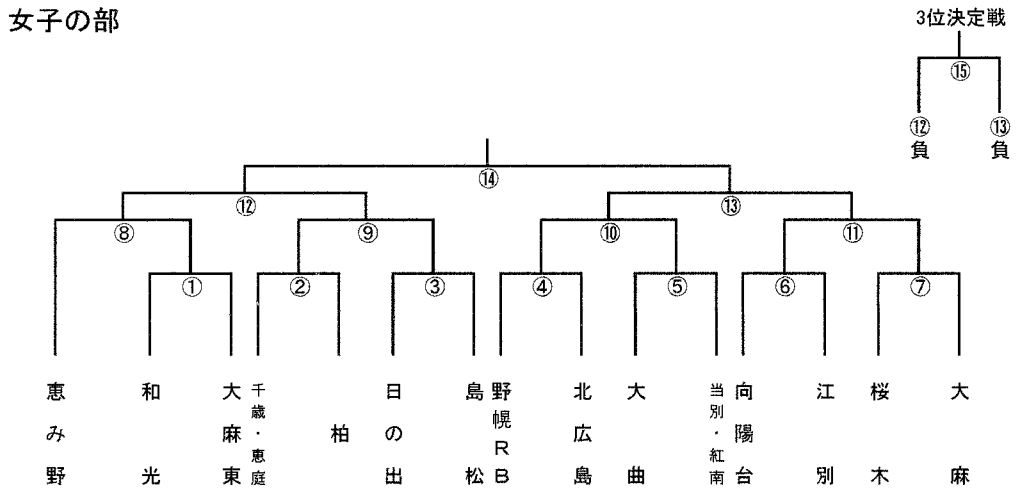 女子の部
3位決定戦
⑮
⑫負
⑬負
⑭
⑫
⑬
⑧
⑨
⑩
⑪
①
②
③
④
⑤
⑥
⑦
恵み野
和光
大麻東
千歳・恵庭
柏
日の出
島松
野幌RB
北広島
大曲
当別・紅南
向陽台
江別
桜木
大麻